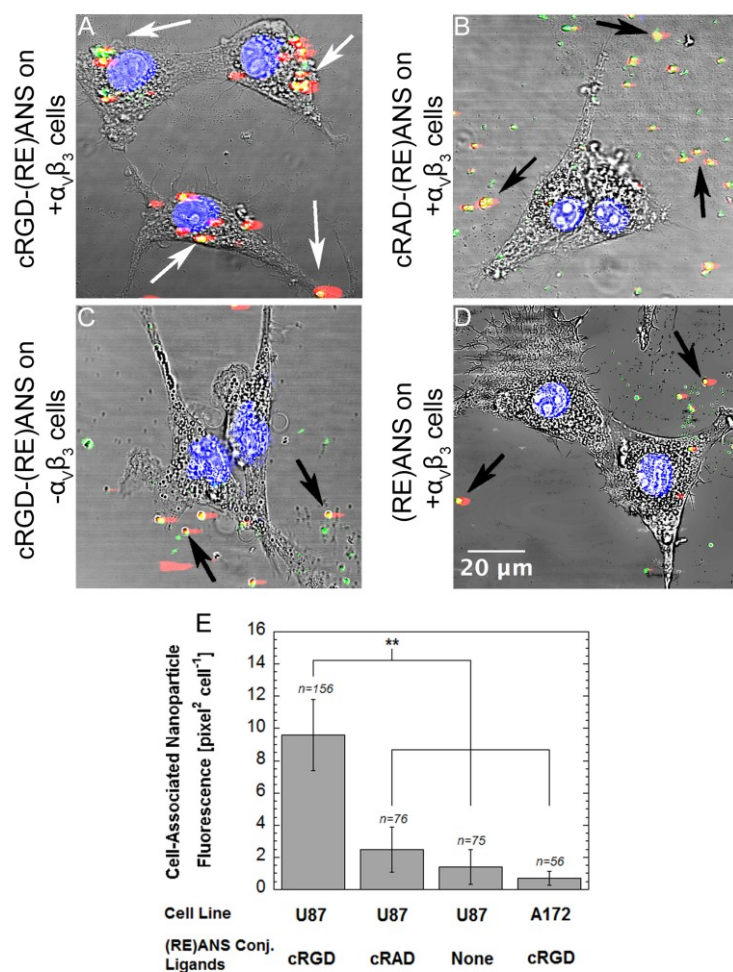 A
B
cRGD-(RE)ANS on
+αᵥβ₃ cells
cRAD-(RE)ANS on
+αᵥβ₃ cells
C
D
cRGD-(RE)ANS on
-αᵥβ₃ cells
(RE)ANS on
+αᵥβ₃ cells
20 µm
E
Cell-Associated Nanoparticle
Fluorescence [pixel² cell⁻¹]
16
14
12
10
8
6
4
2
0
**
n=156
n=76
n=75
n=56
Cell Line U87 U87 U87 A172
(RE)ANS Conj.
Ligands cRGD cRAD None cRGD